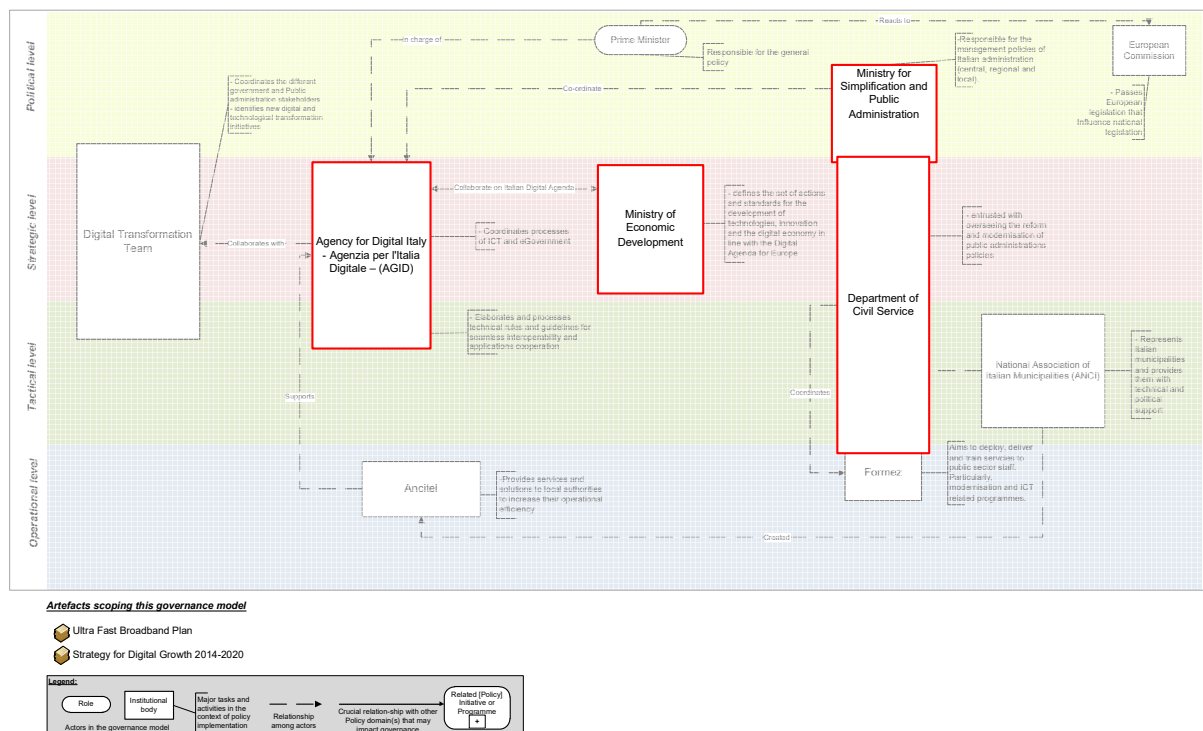 Political level
Strategic level
Tactical level
Operational level
Reacts to
In charge of
Prime Minister
Responsible for the general
policy
-Responsible for the
management policies of
Italian administration
(central, regional and
local).
European
Commission
- Passes
European
legislation that
Influence national
legislation
- Coordinates the different
government and Public
administration stakeholders
- identifies new digital and
technological transformation
initiatives
Co-ordinate
Ministry for
Simplification and
Public
Administration
Digital Transformation
Team
Collaborates with
Agency for Digital Italy
- Agenzia per l'Italia
Digitale – (AGID)
Collaborate on Italian Digital Agenda
- Coordinates processes
of ICT and eGovernment
Ministry of
Economic
Development
- defines the set of actions
and standards for the
development of
technologies, innovation
and the digital economy in
line with the Digital
Agenda for Europe
- entrusted with
overseeing the reform
and modernisation of
public administrations
policies
Department of
Civil Service
- Elaborates and processes
technical rules and guidelines for
seamless interoperability and
applications cooperation
Supports
Coordinates
National Association of
Italian Municipalities (ANCI)
- Represents
Italian
municipalities
and provides
them with
technical and
political
support
Ancitel
-Provides services and
solutions to local authorities
to increase their operational
efficiency
Formez
Aims to deploy, deliver
and train services to
public sector staff.
Particularly,
modernisation and ICT
related programmes.
Created
Artefacts scoping this governance model
Ultra Fast Broadband Plan
Strategy for Digital Growth 2014-2020
Legend:
Role
Institutional
body
Actors in the governance model
Major tasks and
activities in the
context of policy
implementation
Relationship
among actors
Crucial relation-ship with other
Policy domain(s) that may
impact governance
Related [Policy]
Initiative or
Programme
+